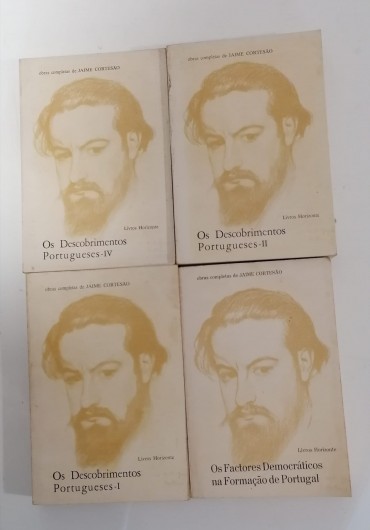 obras completas de JAIME CORTESÃO
Livros Horizonte
Os Descobrimentos
Portugueses-IV
obras completas de JAIME CORTESÃO
Livros Horizonte
Os Descobrimentos
Portugueses-II
obras completas de JAIME CORTESÃO
Livros Horizonte
Os Descobrimentos
Portugueses-I
obras completas de JAIME CORTESÃO
Livros Horizonte
Os Factores Democráticos
na Formação de Portugal